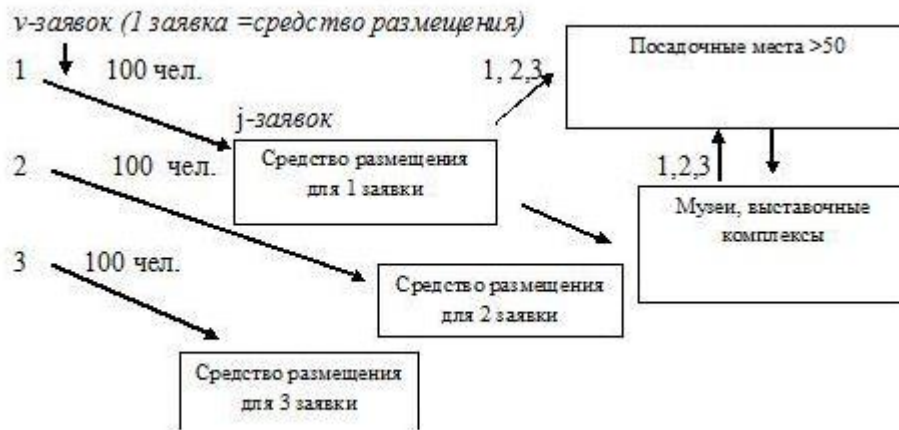 v-заявок (1 заявка =средство размещения)
1 100 чел.
1, 2,3
Посадочные места >50
j-заявок
Средство размещения
для 1 заявки
2 100 чел.
1,2,3
Музеи, выставочные
комплексы
3 100 чел.
Средство размещения
для 2 заявки
Средство размещения
для 3 заявки